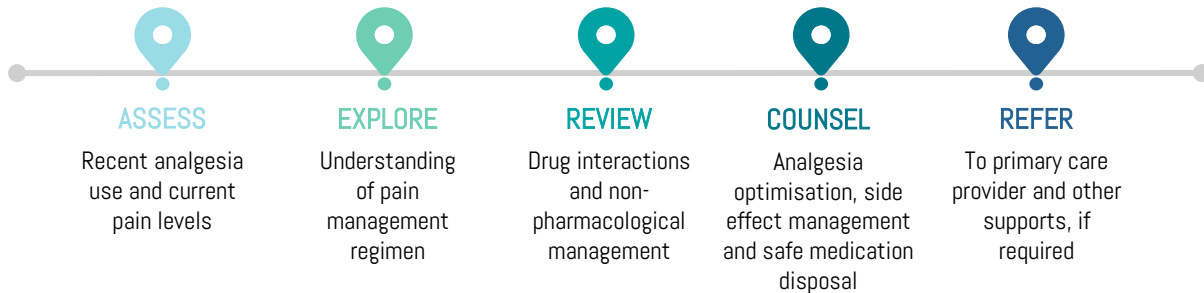 ASSESS
Recent analgesia
use and current
pain levels
EXPLORE
Understanding
of pain
management
regimen
REVIEW
Drug interactions
and non-
pharmacological
management
COUNSEL
Analgesia
optimisation, side
effect management
and safe medication
disposal
REFER
To primary care
provider and other
supports, if
required